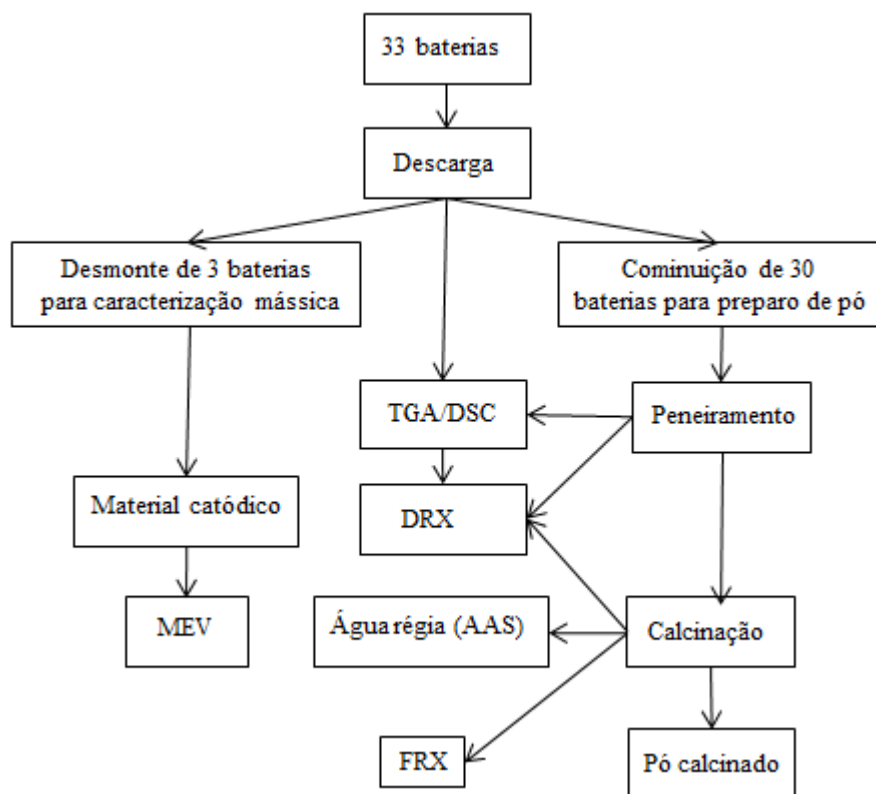 33 baterias
Descarga
Desmonte de 3 baterias
para caracterização mássica
Cominuição de 30
baterias para preparo de pó
TGA/DSC
Peneiramento
Material catódico
DRX
MEV
Água régia (AAS)
Calcinação
FRX
Pó calcinado